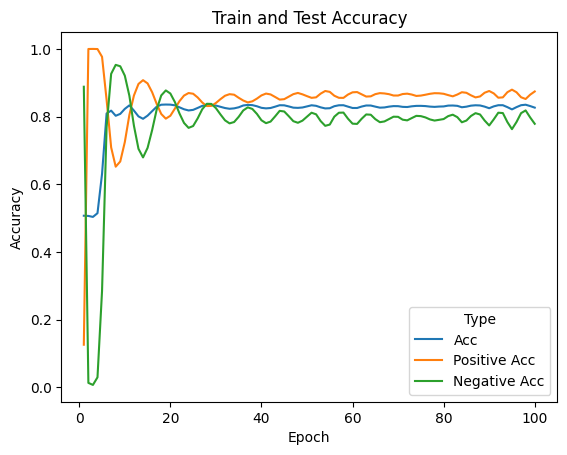 Train and Test Accuracy
1.0
0.8
0.6
0.4
0.2
0.0
Accuracy
0
20
40
60
80
100
Epoch
Type
Acc
Positive Acc
Negative Acc